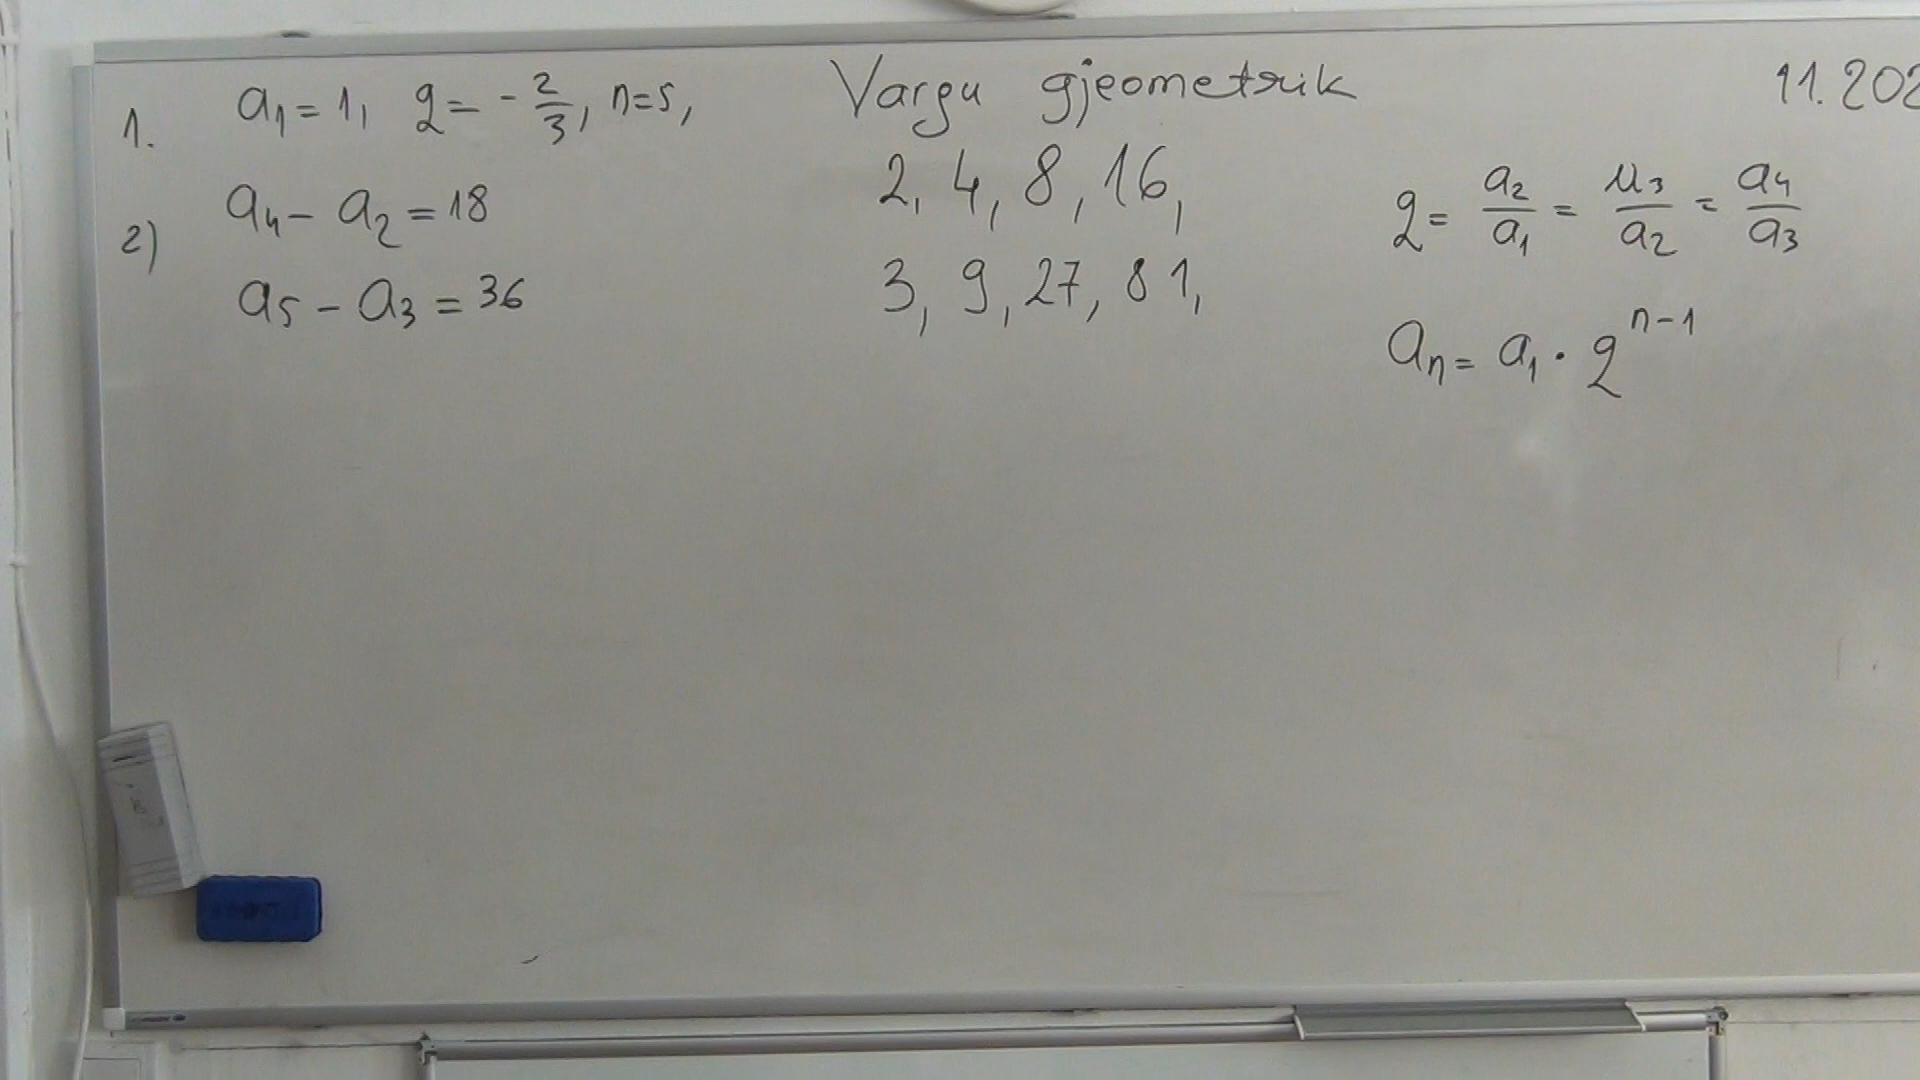 Vargu gjeometrik
11.202
1. a₁ = 1, q = - 2/3, n=5,
2) a₄ - a₂ = 18
a₅ - a₃ = 36
2, 4, 8, 16,
3, 9, 27, 81,
q = a₂/a₁ = a₃/a₂ = a₄/a₃
aₙ = a₁ · qⁿ⁻¹